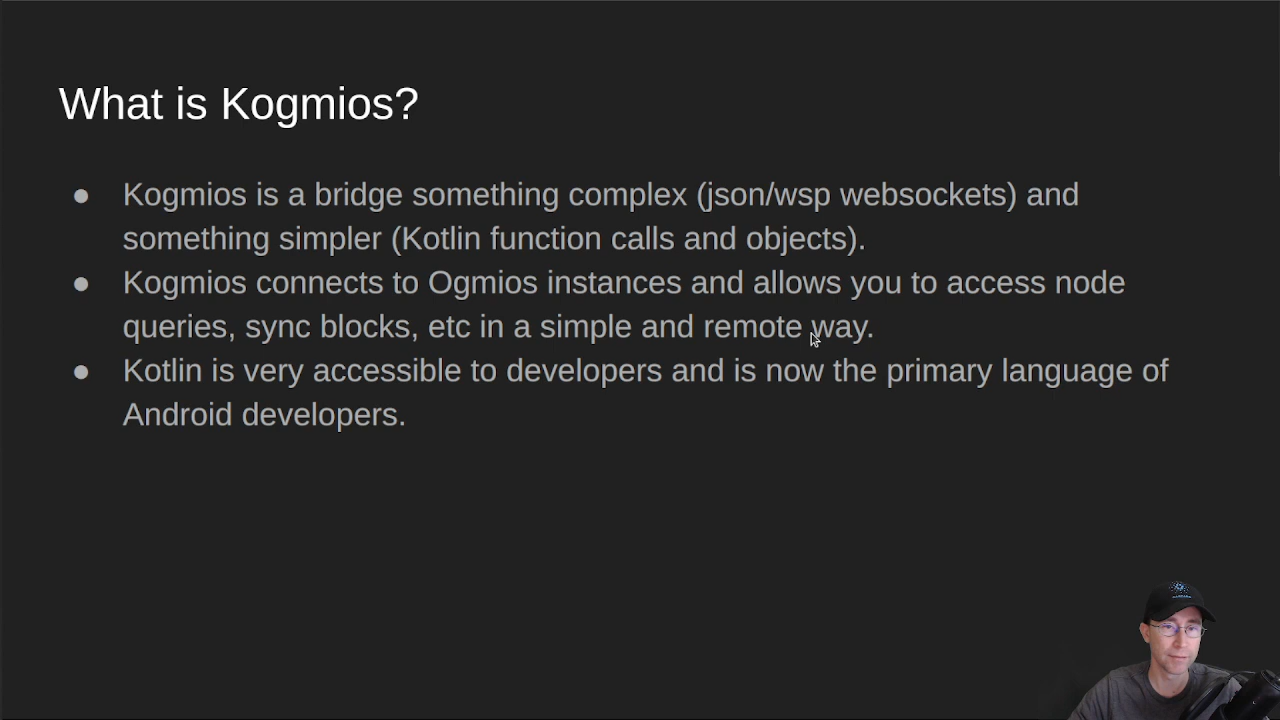 What is Kogmios?
● Kogmios is a bridge something complex (json/wsp websockets) and
something simpler (Kotlin function calls and objects).
● Kogmios connects to Ogmios instances and allows you to access node
queries, sync blocks, etc in a simple and remote way.
● Kotlin is very accessible to developers and is now the primary language of
Android developers.